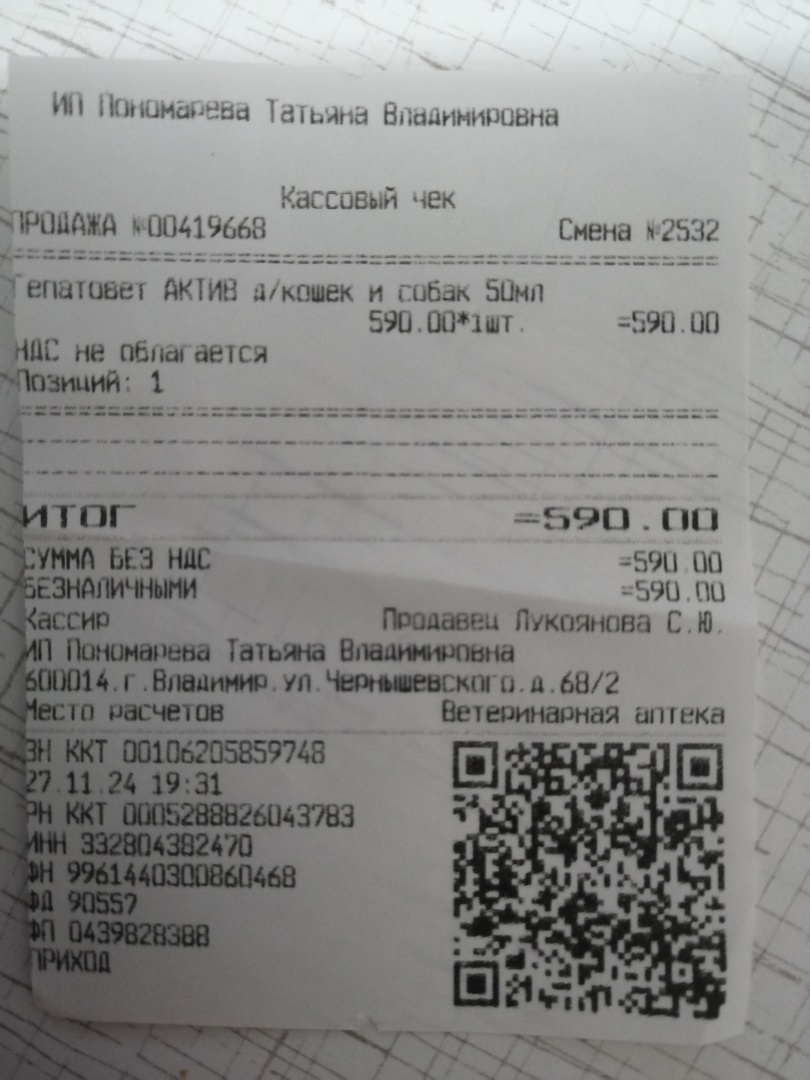 ИП Пономарева Татьяна Владимировна
Кассовый чек
ПРОДАЖА №00419668 Смена №2532
Гепатовет АКТИВ д/кошек и собак 50мл
590.00*1шт. =590.00
НДС не облагается
Позиций: 1
ИТОГ =590.00
СУММА БЕЗ НДС =590.00
БЕЗНАЛИЧНЫМИ =590.00
Кассир Продавец Лукоянова С.Ю.
ИП Пономарева Татьяна Владимировна
600014.г.Владимир.ул.Чернышевского.д.68/2
Место расчетов Ветеринарная аптека
ЗН ККТ 00106205859748
27.11.24 19:31
РН ККТ 0005288826043783
ИНН 332804382470
ФН 9961440300860468
ФД 90557
ФП 0439828388
ПРИХОД